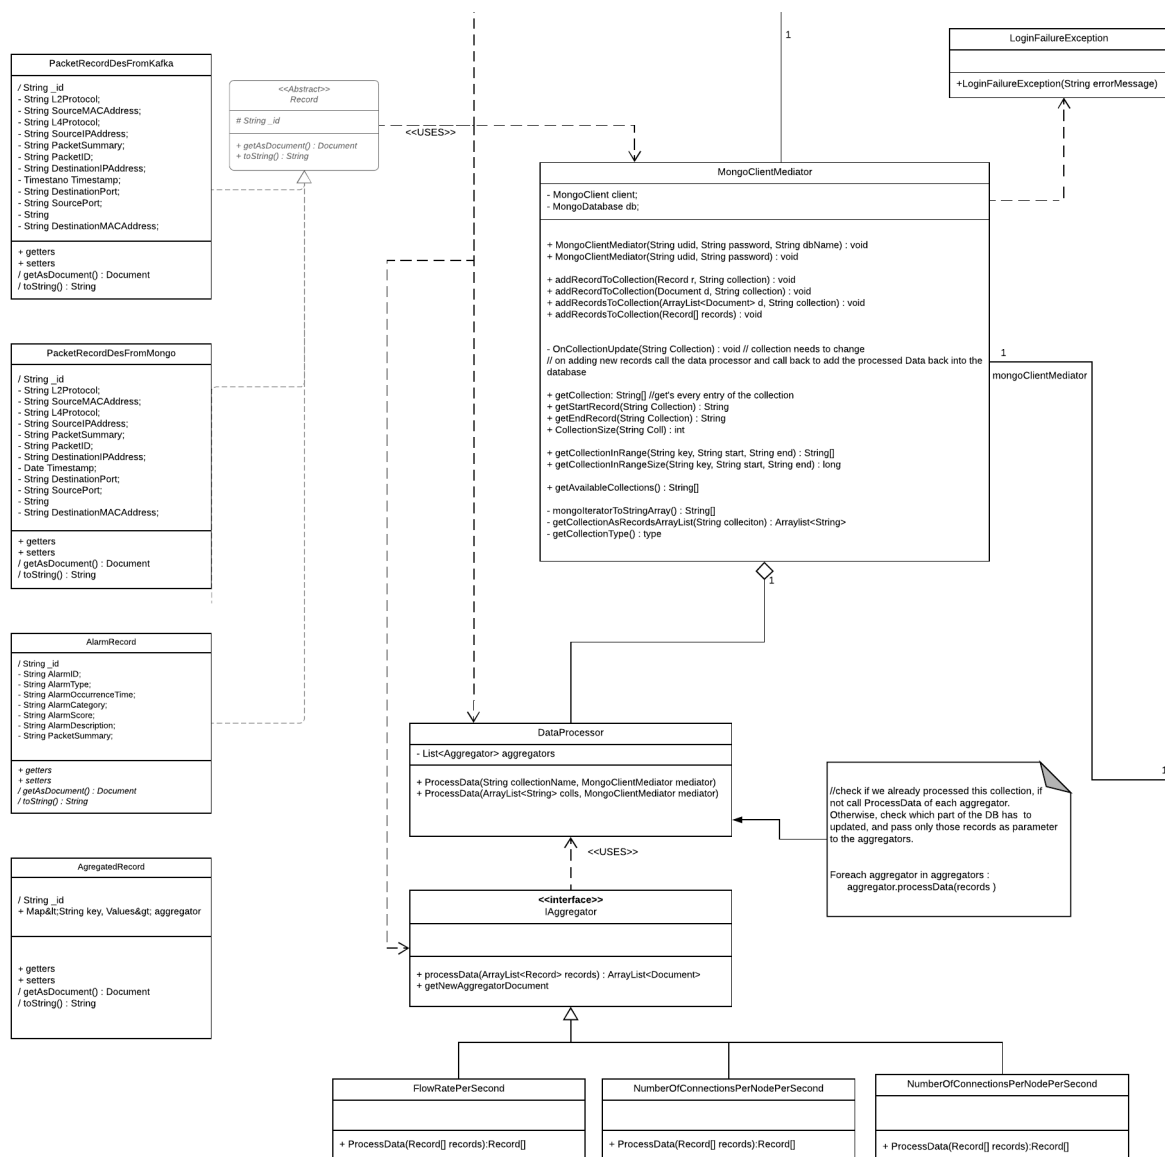 PacketRecordDesFromKafka
/ String _id
- String L2Protocol;
- String SourceMACAddress;
- String L4Protocol;
- String SourceIPAddress;
- String PacketSummary;
- String PacketID;
- String DestinationIPAddress;
- Timestano Timestamp;
- String DestinationPort;
- String SourcePort;
- String
- String DestinationMACAddress;
+ getters
+ setters
/ getAsDocument() : Document
/ toString() : String
<<Abstract>>
Record
# String _id
+ getAsDocument() : Document
+ toString() : String
<<USES>>
1
LoginFailureException
+LoginFailureException(String errorMessage)
MongoClientMediator
- MongoClient client;
- MongoDatabase db;
+ MongoClientMediator(String udid, String password, String dbName) : void
+ MongoClientMediator(String udid, String password) : void
+ addRecordToCollection(Record r, String collection) : void
+ addRecordToCollection(Document d, String collection) : void
+ addRecordsToCollection(ArrayList<Document> d, String collection) : void
+ addRecordsToCollection(Record[] records) : void
- OnCollectionUpdate(String Collection) : void // collection needs to change
// on adding new records call the data processor and call back to add the processed Data back into the
database
+ getCollection: String[] //get's every entry of the collection
+ getStartRecord(String Collection) : String
+ getEndRecord(String Collection) : String
+ CollectionSize(String Coll) : int
+ getCollectionInRange(String key, String start, String end) : String[]
+ getCollectionInRangeSize(String key, String start, String end) : long
+ getAvailableCollections() : String[]
- mongoIteratorToStringArray() : String[]
- getCollectionAsRecordsArrayList(String colleciton) : Arraylist<String>
- getCollectionType() : type
1
mongoClientMediator
1
1
PacketRecordDesFromMongo
/ String _id
- String L2Protocol;
- String SourceMACAddress;
- String L4Protocol;
- String SourceIPAddress;
- String PacketSummary;
- String PacketID;
- String DestinationIPAddress;
- Date Timestamp;
- String DestinationPort;
- String SourcePort;
- String
- String DestinationMACAddress;
+ getters
+ setters
/ getAsDocument() : Document
/ toString() : String
AlarmRecord
/ String _id
- String AlarmID;
- String AlarmType;
- String AlarmOccurrenceTime;
- String AlarmCategory;
- String AlarmScore;
- String AlarmDescription;
- String PacketSummary;
+ getters
+ setters
/ getAsDocument() : Document
/ toString() : String
DataProcessor
- List<Aggregator> aggregators
+ ProcessData(String collectionName, MongoClientMediator mediator)
+ ProcessData(ArrayList<String> colls, MongoClientMediator mediator)
//check if we already processed this collection, if
not call ProcessData of each aggregator.
Otherwise, check which part of the DB has to
updated, and pass only those records as parameter
to the aggregators.
Foreach aggregator in aggregators :
aggregator.processData(records )
<<USES>>
AgregatedRecord
/ String _id
+ Map&lt;String key, Values&gt; aggregator
+ getters
+ setters
/ getAsDocument() : Document
/ toString() : String
<<interface>>
IAggregator
+ processData(ArrayList<Record> records) : ArrayList<Document>
+ getNewAggregatorDocument
FlowRatePerSecond
+ ProcessData(Record[] records):Record[]
NumberOfConnectionsPerNodePerSecond
+ ProcessData(Record[] records):Record[]
NumberOfConnectionsPerNodePerSecond
+ ProcessData(Record[] records):Record[]